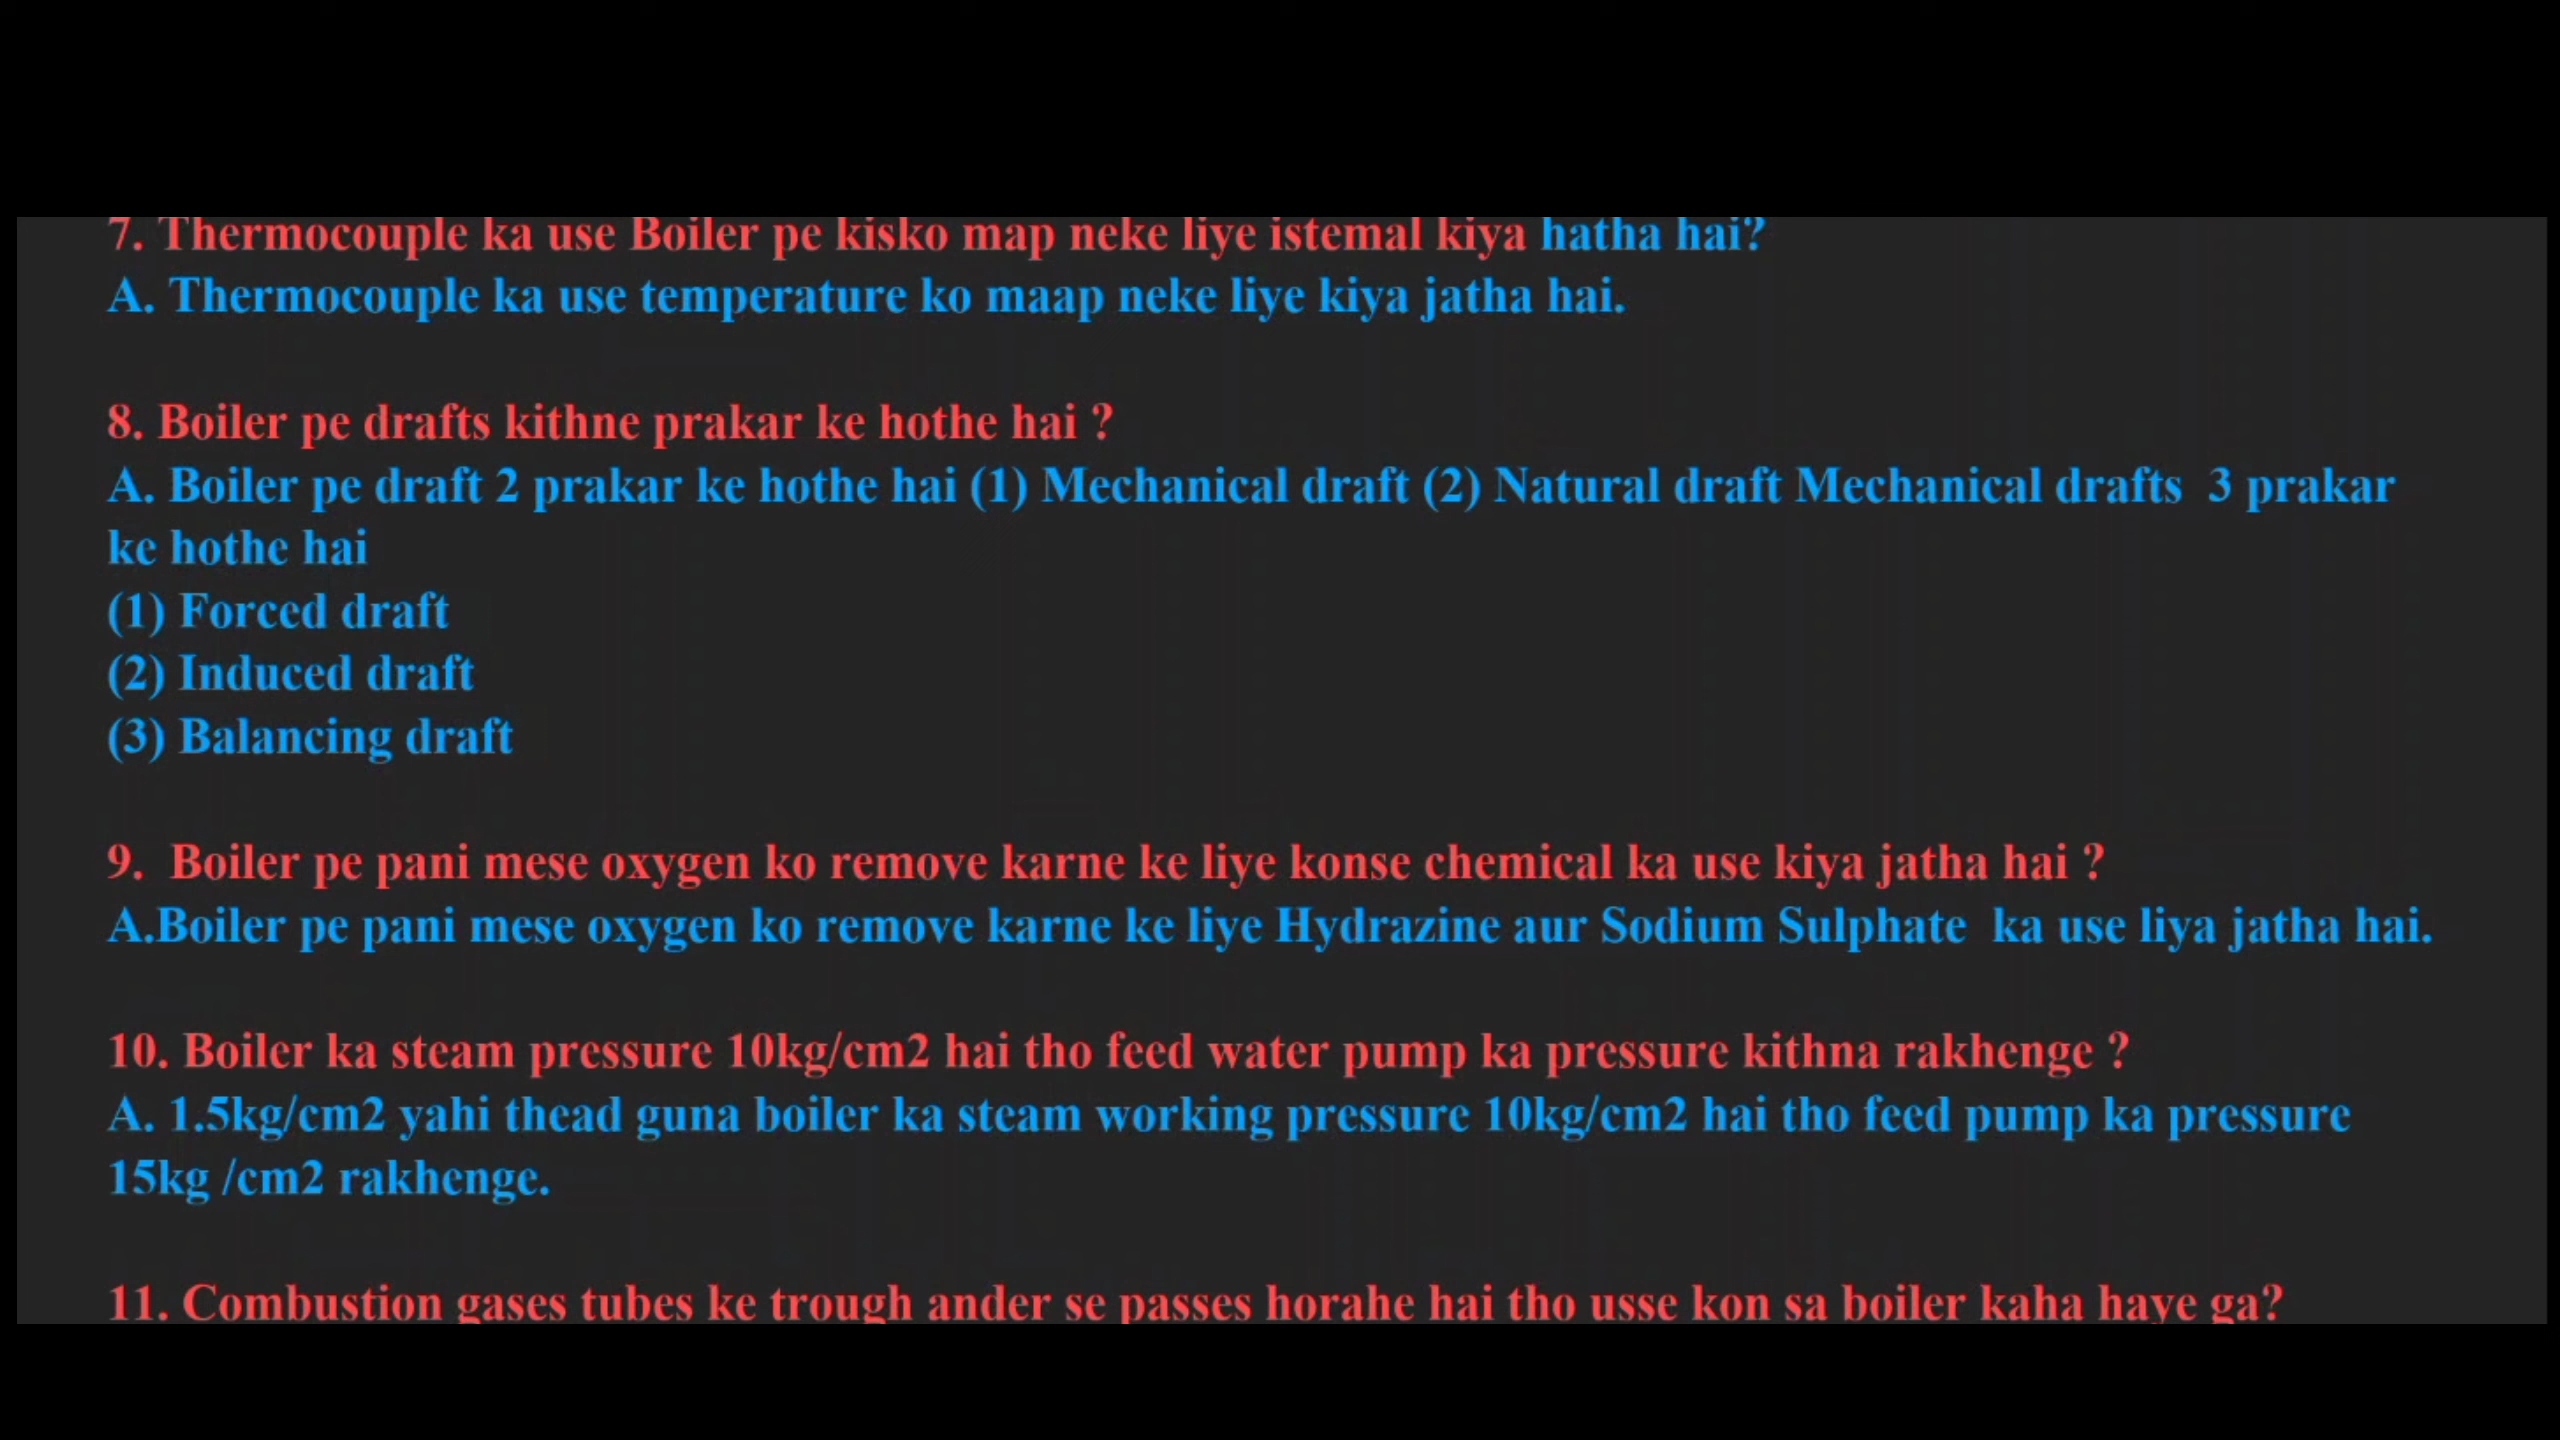 7. Thermocouple ka use Boiler pe kisko map neke liye istemal kiya hatha hai?
A. Thermocouple ka use temperature ko maap neke liye kiya jatha hai.
8. Boiler pe drafts kithne prakar ke hothe hai ?
A. Boiler pe draft 2 prakar ke hothe hai (1) Mechanical draft (2) Natural draft Mechanical drafts  3 prakar
ke hothe hai
(1) Forced draft
(2) Induced draft
(3) Balancing draft
9.  Boiler pe pani mese oxygen ko remove karne ke liye konse chemical ka use kiya jatha hai ?
A.Boiler pe pani mese oxygen ko remove karne ke liye Hydrazine aur Sodium Sulphate  ka use liya jatha hai.
10. Boiler ka steam pressure 10kg/cm2 hai tho feed water pump ka pressure kithna rakhenge ?
A. 1.5kg/cm2 yahi thead guna boiler ka steam working pressure 10kg/cm2 hai tho feed pump ka pressure
15kg /cm2 rakhenge.
11. Combustion gases tubes ke trough ander se passes horahe hai tho usse kon sa boiler kaha haye ga?